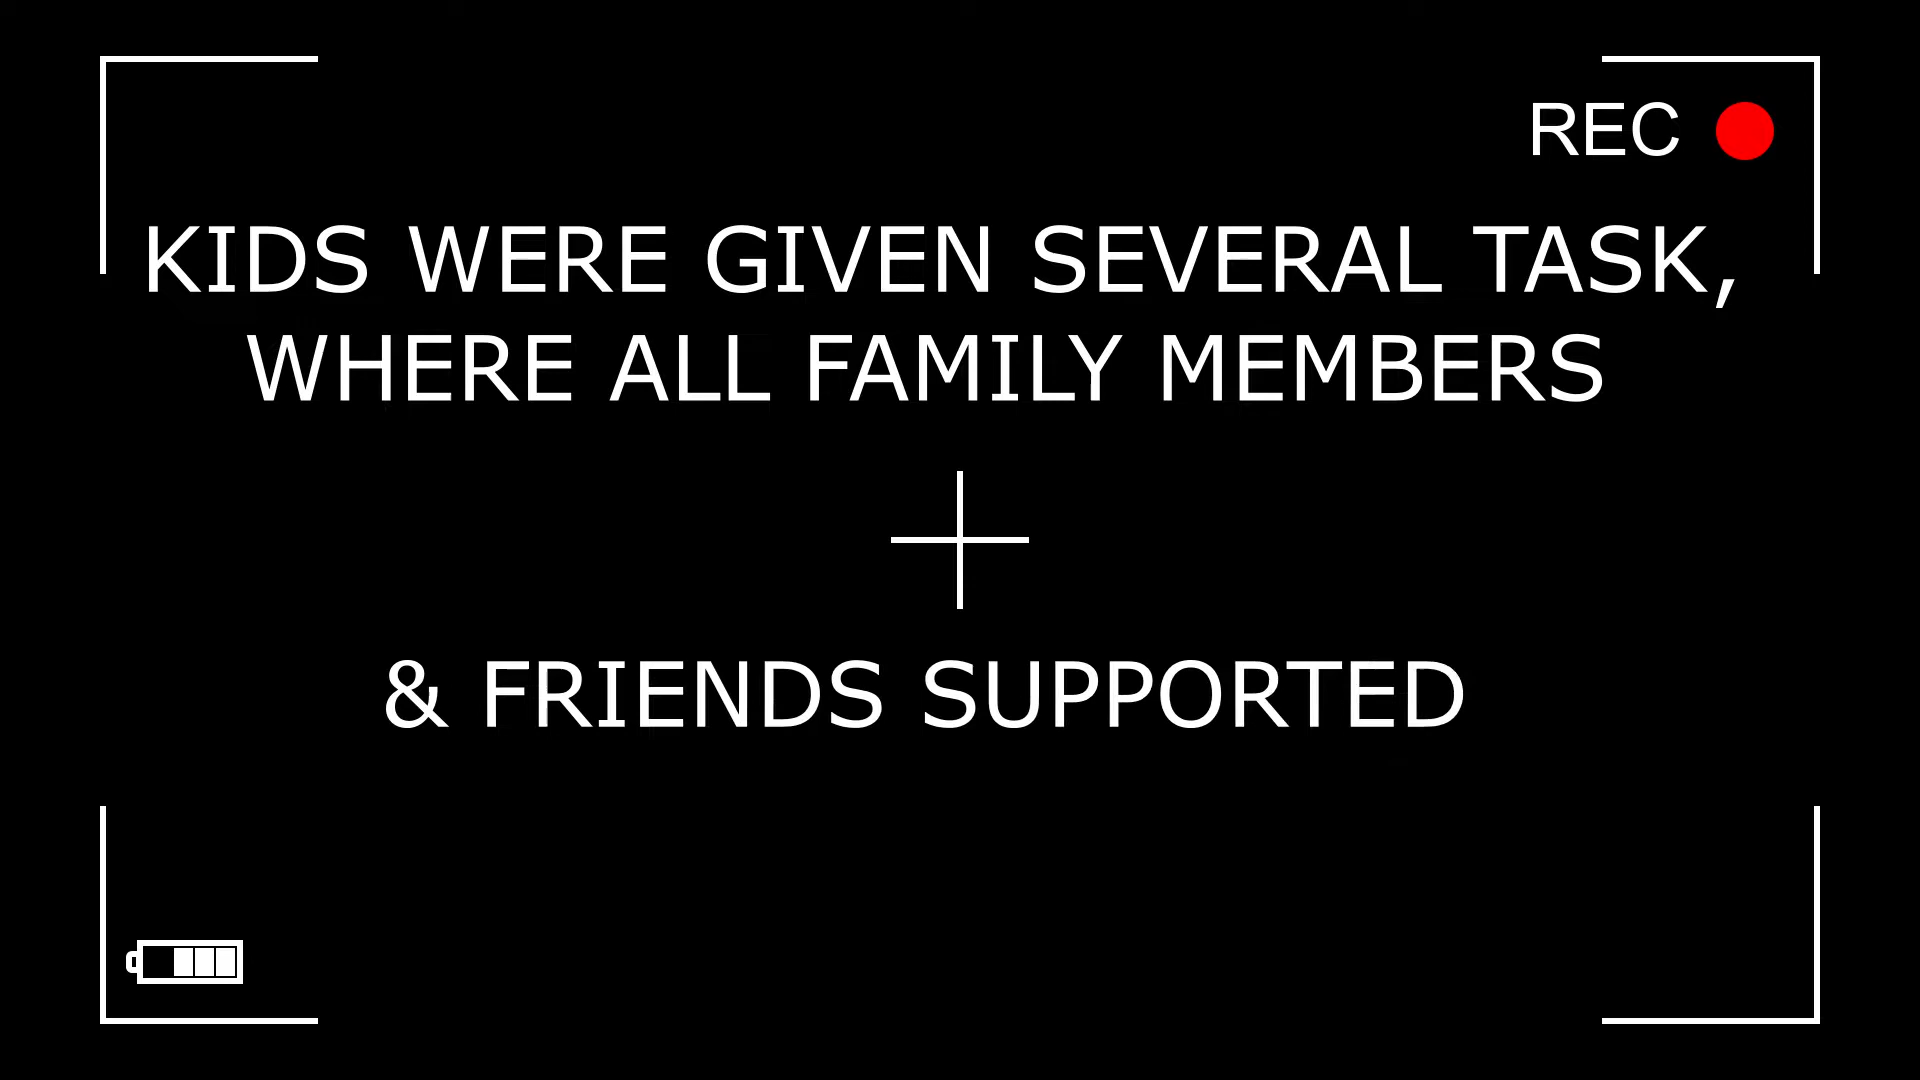 REC
KIDS WERE GIVEN SEVERAL TASK,
WHERE ALL FAMILY MEMBERS
& FRIENDS SUPPORTED